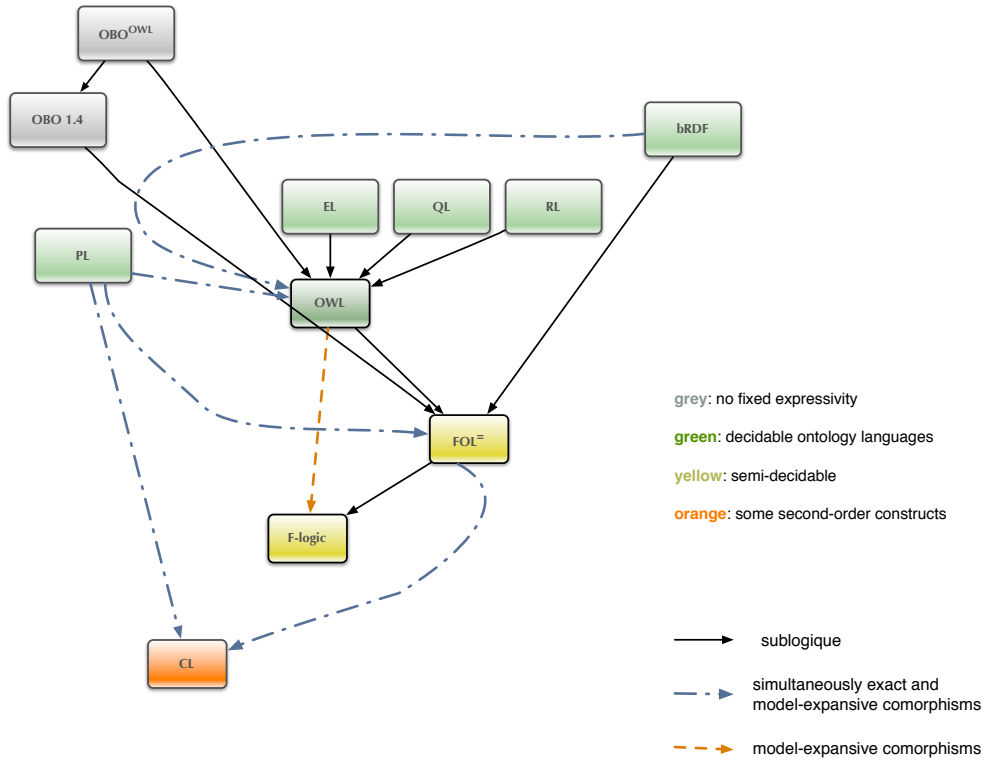 OBO^OWL
OBO 1.4
bRDF
EL
QL
RL
PL
OWL
FOL^=
F-logic
CL
grey: no fixed expressivity
green: decidable ontology languages
yellow: semi-decidable
orange: some second-order constructs
sublogique
simultaneously exact and
model-expansive comorphisms
model-expansive comorphisms